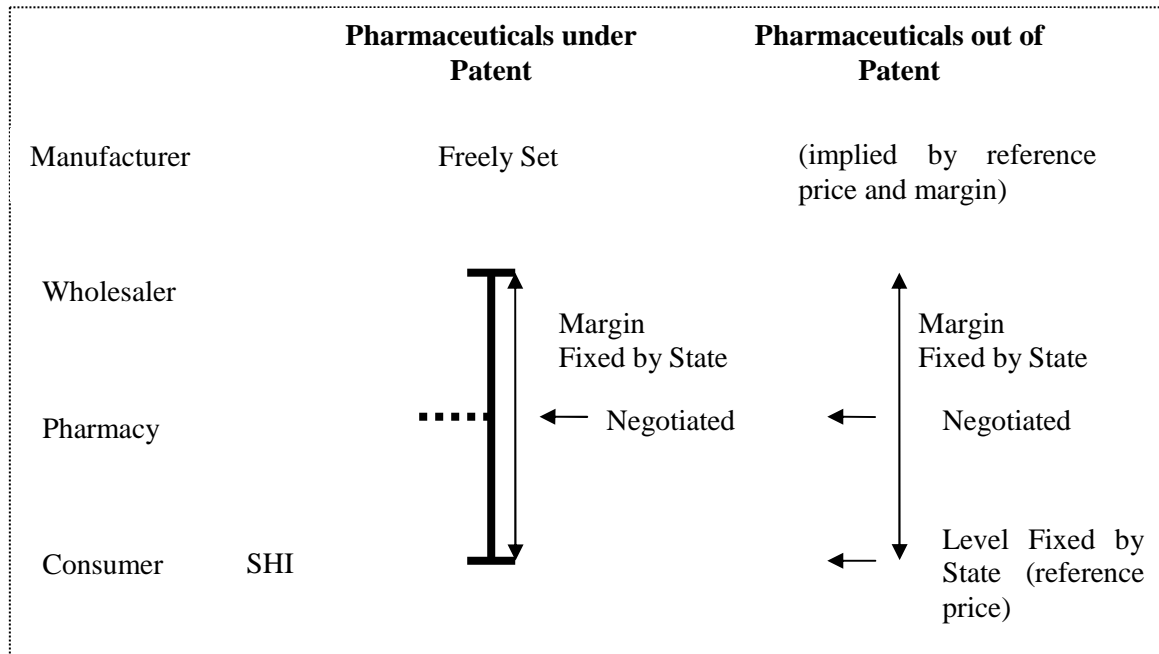 Pharmaceuticals under
Patent
Pharmaceuticals out of
Patent
Manufacturer
Freely Set
(implied by reference
price and margin)
Wholesaler
Margin
Fixed by State
Margin
Fixed by State
Pharmacy
Negotiated
Negotiated
Consumer
SHI
Level Fixed by
State (reference
price)